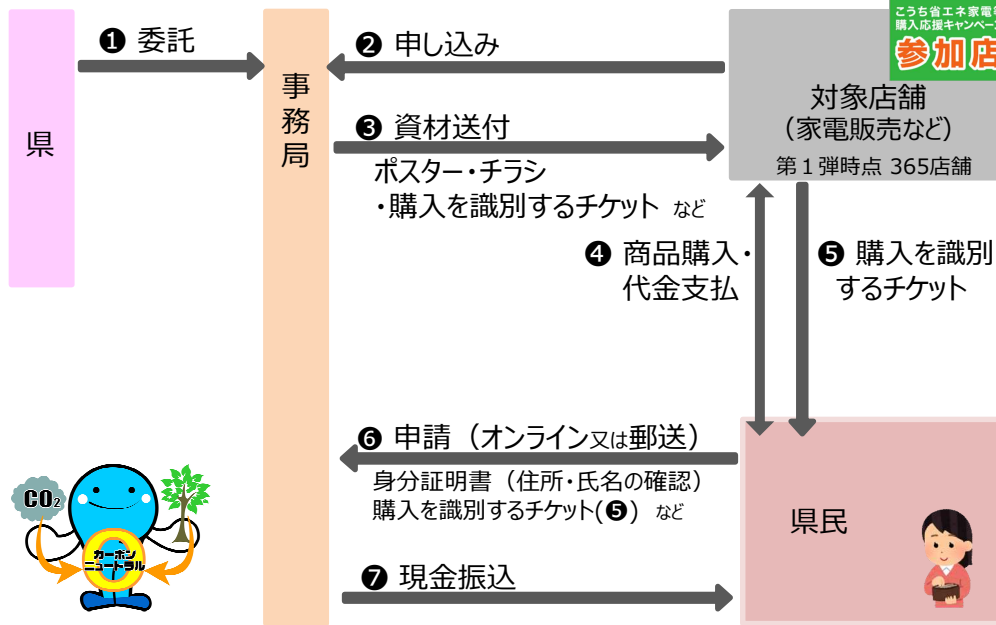 ❶ 委託
❷ 申し込み
こうち省エネ家電等
購入応援キャンペーン
参加店
県
事務局
対象店舗
（家電販売など）
第１弾時点 365店舗
❸ 資材送付
ポスター・チラシ
・購入を識別するチケット など
❹ 商品購入・
代金支払
❺ 購入を識別
するチケット
❻ 申請（オンライン又は郵送）
身分証明書（住所・氏名の確認）
購入を識別するチケット(❺) など
県民
CO₂
カーボン
ニュートラル
❼ 現金振込